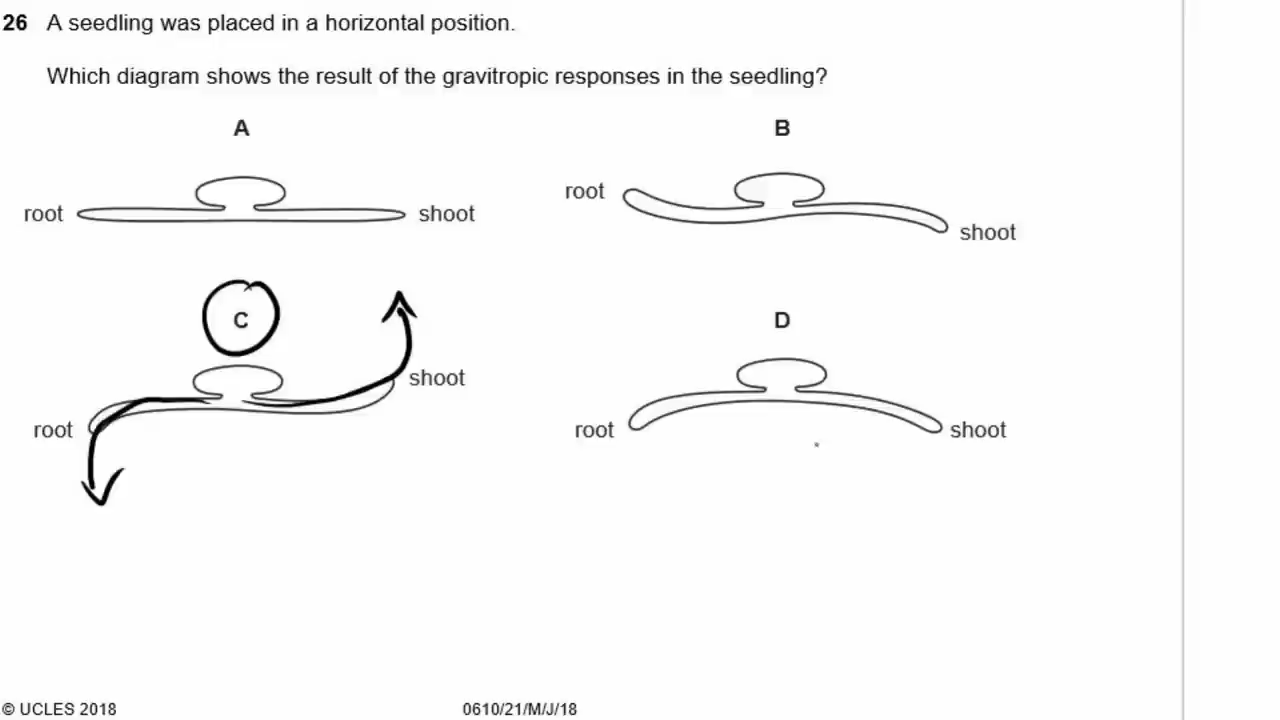 26 A seedling was placed in a horizontal position.
Which diagram shows the result of the gravitropic responses in the seedling?
A
B
root
shoot
root
shoot
C
D
root
shoot
root
shoot
© UCLES 2018
0610/21/M/J/18